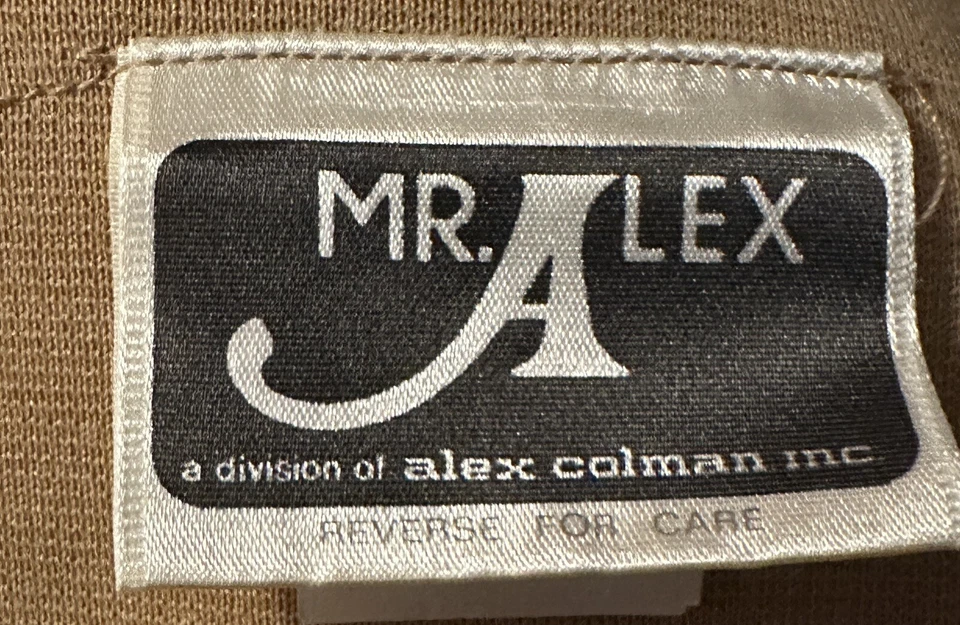 MR. ALEX
a division of alex colman inc
REVERSE FOR CARE